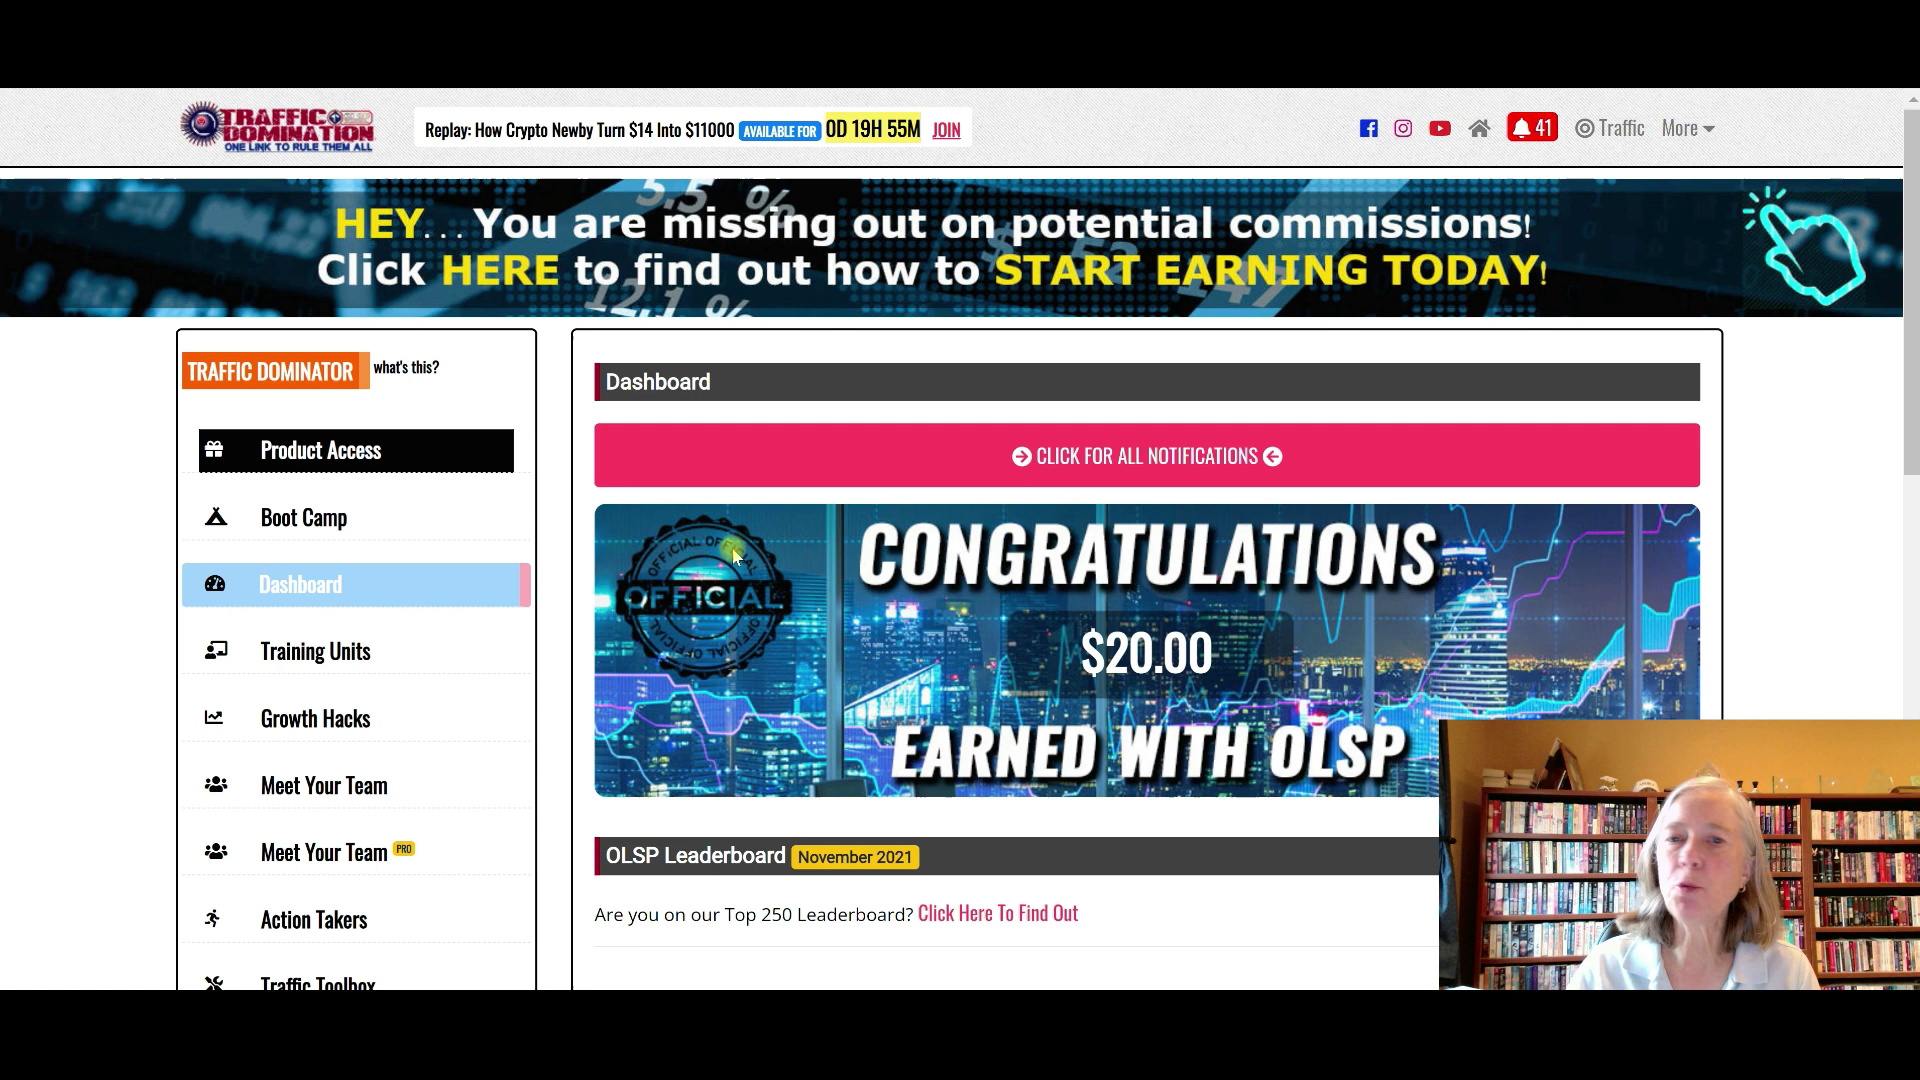 TRAFFIC
DOMINATION
ONE LINK TO RULE THEM ALL
Replay: How Crypto Newby Turn $14 Into $11000 AVAILABLE FOR 0D 19H 55M JOIN
41 Traffic More
HEY... You are missing out on potential commissions!
Click HERE to find out how to START EARNING TODAY!
5.5 %
12.1 %
TRAFFIC DOMINATOR what's this?
Product Access
Boot Camp
Dashboard
Training Units
Growth Hacks
Meet Your Team
Meet Your Team PRO
Action Takers
Traffic Toolbox
Dashboard
CLICK FOR ALL NOTIFICATIONS
OFFICIAL
CONGRATULATIONS
$20.00
EARNED WITH OLSP
OLSP Leaderboard November 2021
Are you on our Top 250 Leaderboard? Click Here To Find Out